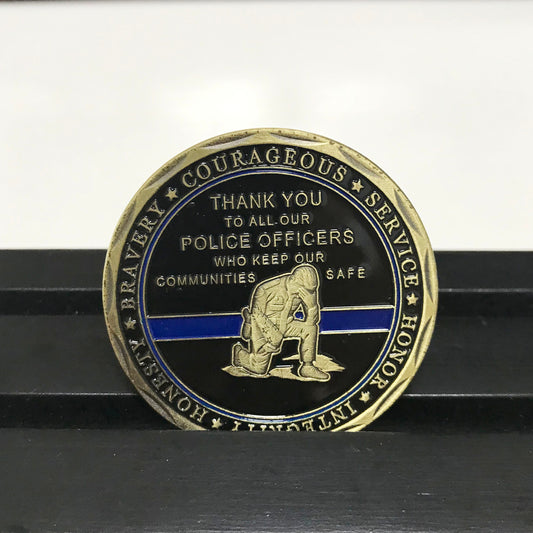 BRAVERY ★ COURAGEOUS ★ SERVICE ★ HONOR ★ INTEGRITY ★ HONESTY ★
THANK YOU
TO ALL OUR
POLICE OFFICERS
WHO KEEP OUR
COMMUNITIES SAFE